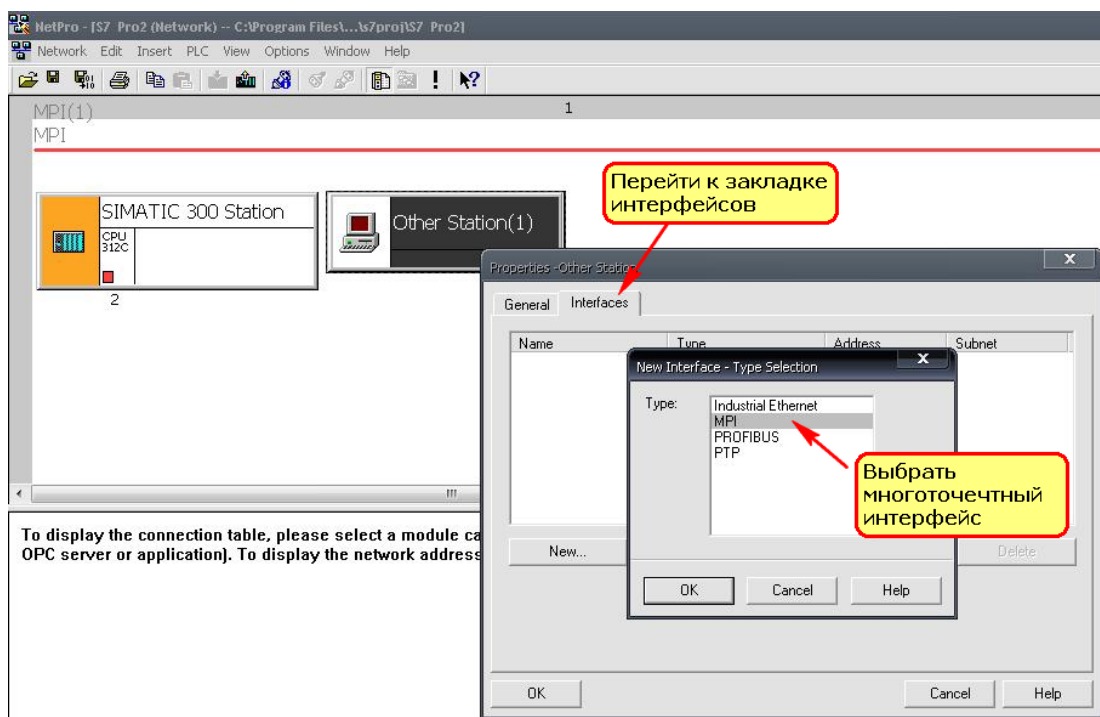 NetPro - [S7_Pro2 (Network) -- C:\Program Files\...\s7proj\S7_Pro2]
Network Edit Insert PLC View Options Window Help
MPI(1)
1
MPI
Перейти к закладке
интерфейсов
SIMATIC 300 Station
CPU
312C
2
Other Station(1)
Properties -Other Station
X
General Interfaces
Name Type Address Subnet
New Interface - Type Selection
X
Type:
Industrial Ethernet
MPI
PROFIBUS
PTP
Выбрать
многоточечтный
интерфейс
To display the connection table, please select a module ca
OPC server or application). To display the network address
New...
Delete
OK Cancel Help
OK Cancel Help